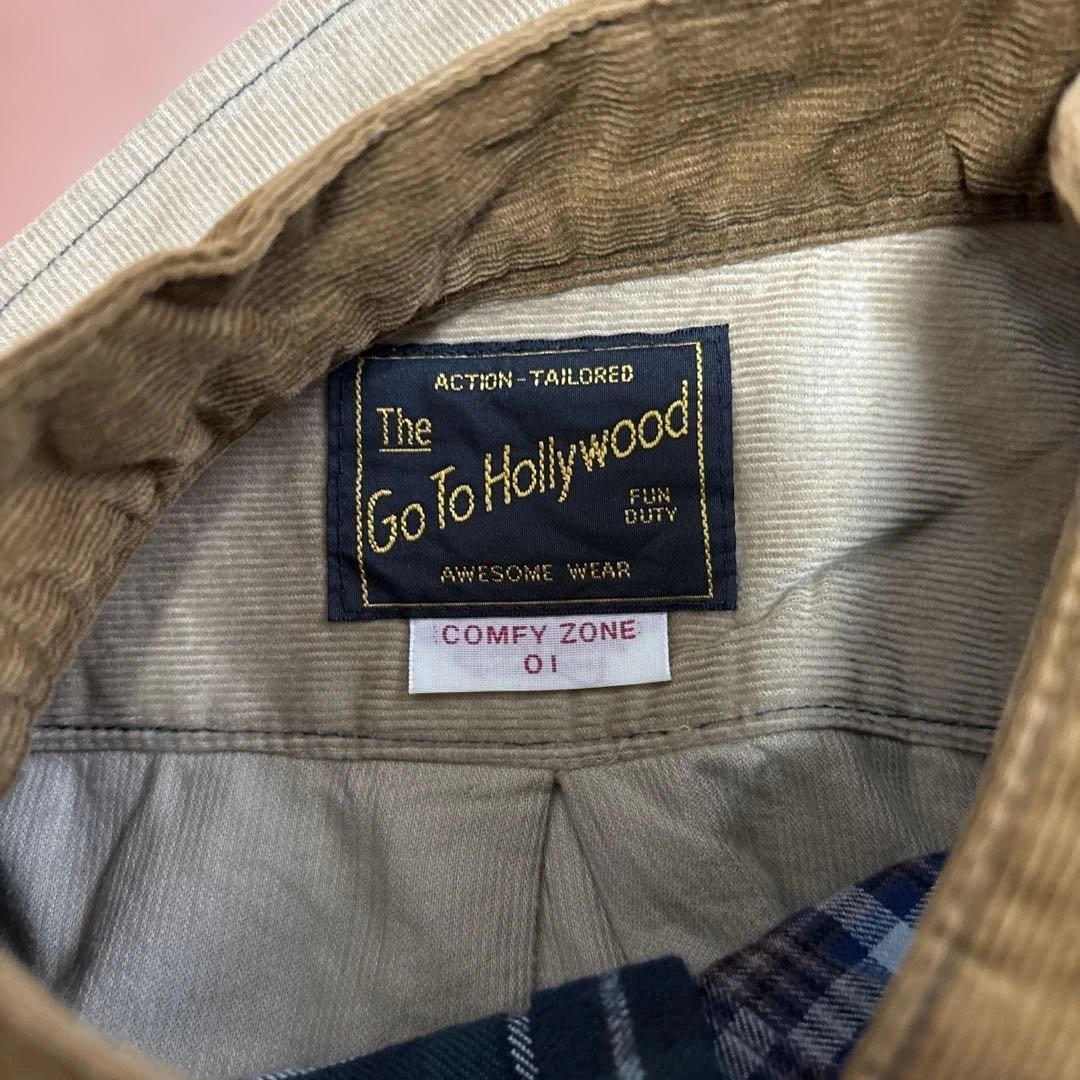 ACTION-TAILORED
The
Go To Hollywood
FUN
DUTY
AWESOME WEAR
COMFY ZONE
01